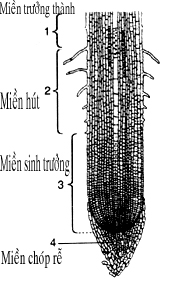 Miền trưởng thành
1
2
Miền hút
Miền sinh trưởng
3
4
Miền chóp rễ